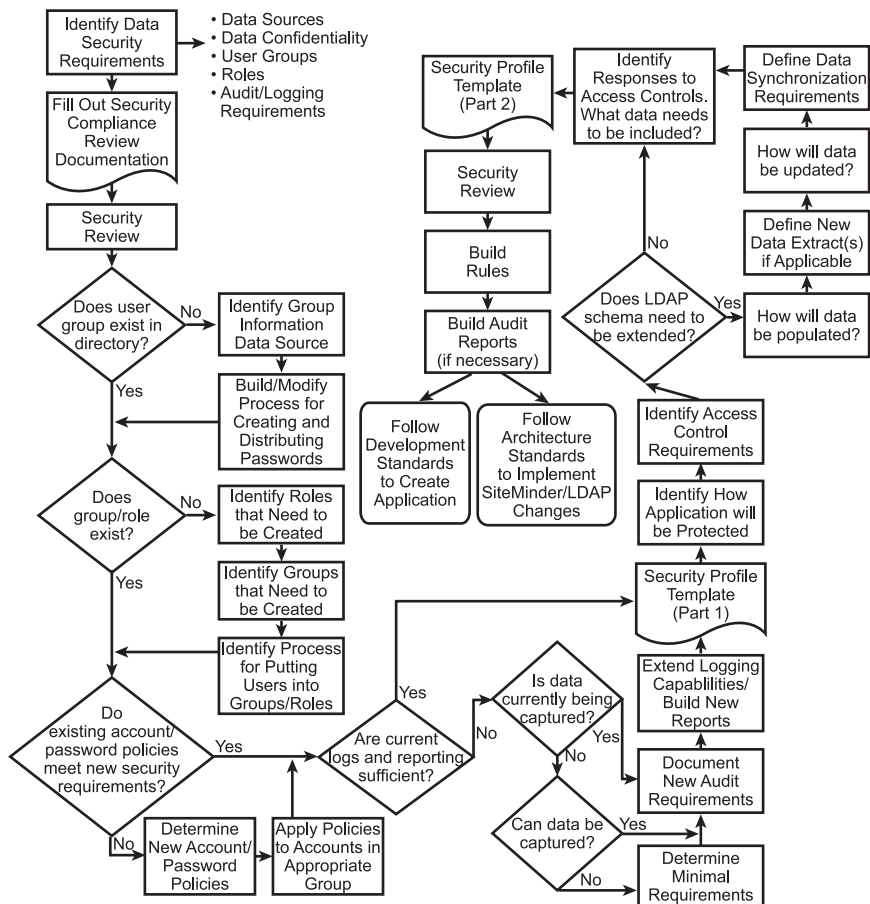 Identify Data
Security
Requirements
• Data Sources
• Data Confidentiality
• User Groups
• Roles
• Audit/Logging
Requirements
Fill Out Security
Compliance
Review
Documentation
Security
Review
Does user
group exist in
directory?
No
Identify Group
Information
Data Source
Yes
Build/Modify
Process for
Creating and
Distributing
Passwords
Does
group/role
exist?
No
Identify Roles
that Need to
be Created
Yes
Identify Groups
that Need to
be Created
Identify Process
for Putting
Users into
Groups/Roles
Do
existing account/
password policies
meet new security
requirements?
Yes
No
Determine
New Account/
Password
Policies
Apply Policies
to Accounts in
Appropriate
Group
Are current
logs and reporting
sufficient?
Yes
No
Is data
currently being
captured?
Yes
No
Can data be
captured?
Yes
No
Determine
Minimal
Requirements
Document
New Audit
Requirements
Extend Logging
Capablilities/
Build New
Reports
Security Profile
Template
(Part 1)
Identify How
Application will
be Protected
Identify Access
Control
Requirements
Does LDAP
schema need to
be extended?
No
Yes
How will data
be populated?
Define New
Data Extract(s)
if Applicable
How will data
be updated?
Define Data
Synchronization
Requirements
Identify
Responses to
Access Controls.
What data needs
to be included?
Security Profile
Template
(Part 2)
Security
Review
Build
Rules
Build Audit
Reports
(if necessary)
Follow
Development
Standards
to Create
Application
Follow
Architecture
Standards
to Implement
SiteMinder/LDAP
Changes